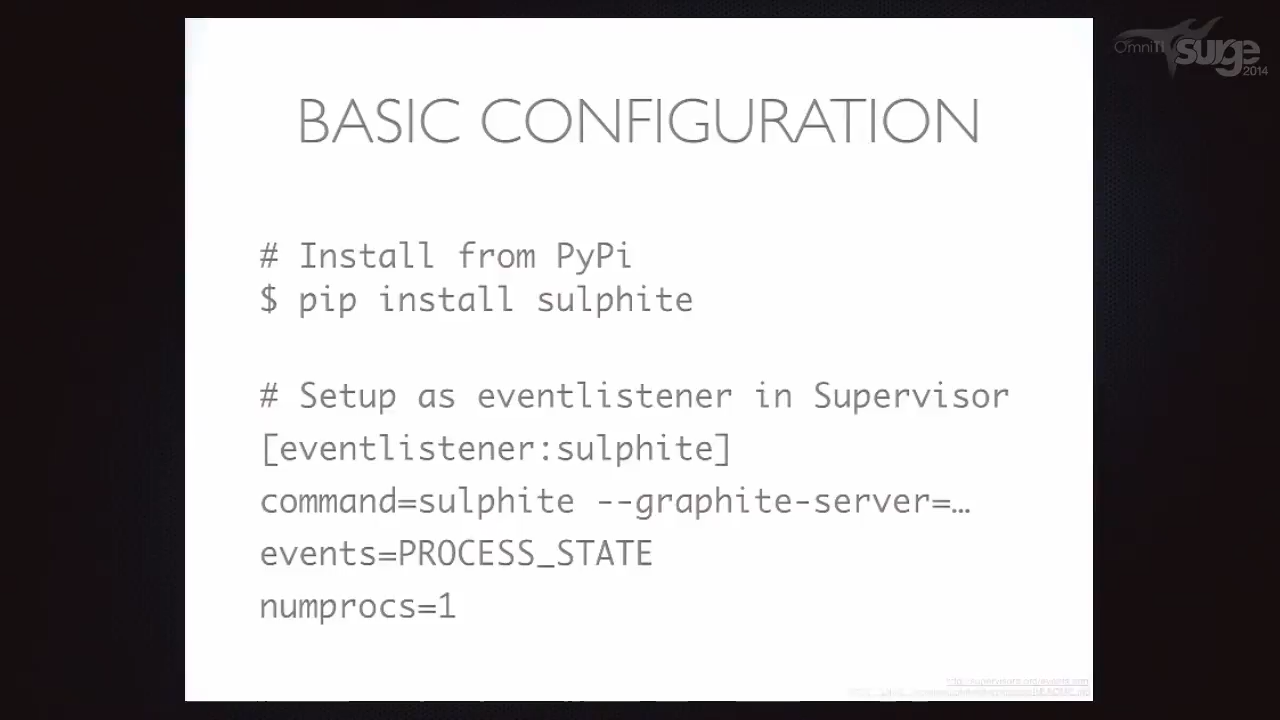 OmniTI
surge
2014
BASIC CONFIGURATION
# Install from PyPi
$ pip install sulphite
# Setup as eventlistener in Supervisor
[eventlistener:sulphite]
command=sulphite --graphite-server=…
events=PROCESS_STATE
numprocs=1